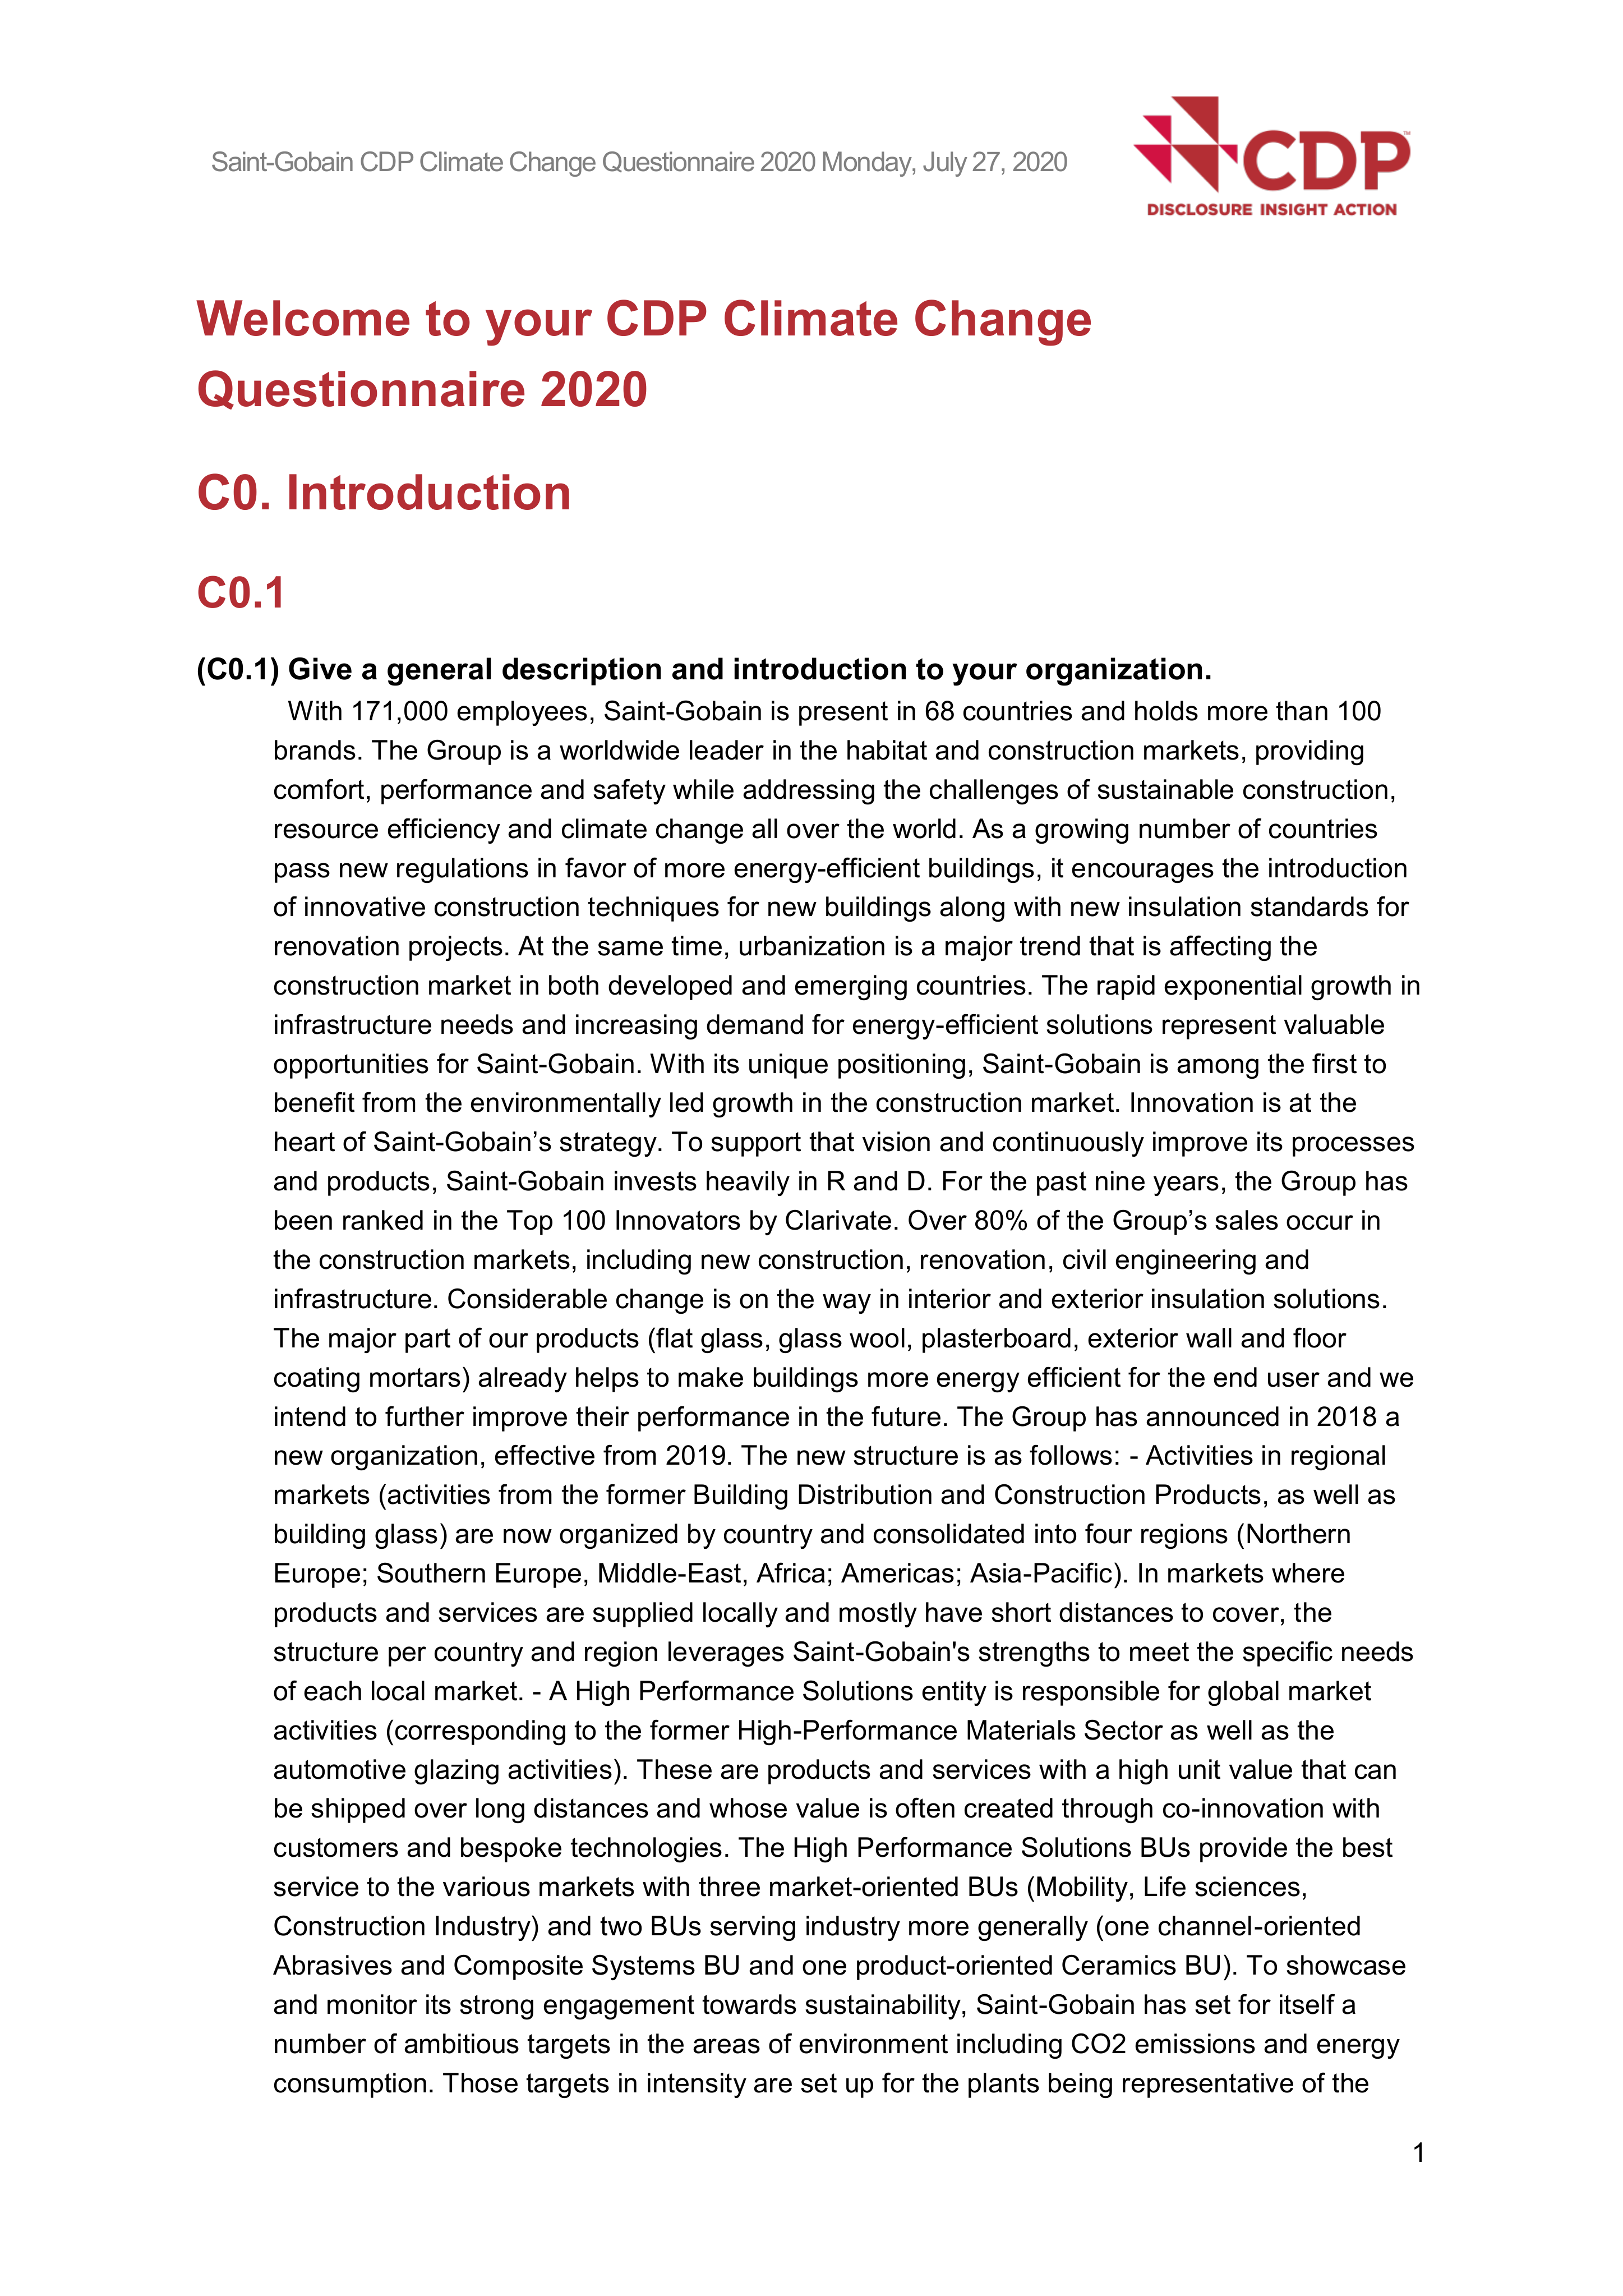 Saint-Gobain CDP Climate Change Questionnaire 2020 Monday, July 27, 2020
CDP™
DISCLOSURE INSIGHT ACTION
Welcome to your CDP Climate Change
Questionnaire 2020
C0. Introduction
C0.1
(C0.1) Give a general description and introduction to your organization.
With 171,000 employees, Saint-Gobain is present in 68 countries and holds more than 100
brands. The Group is a worldwide leader in the habitat and construction markets, providing
comfort, performance and safety while addressing the challenges of sustainable construction,
resource efficiency and climate change all over the world. As a growing number of countries
pass new regulations in favor of more energy-efficient buildings, it encourages the introduction
of innovative construction techniques for new buildings along with new insulation standards for
renovation projects. At the same time, urbanization is a major trend that is affecting the
construction market in both developed and emerging countries. The rapid exponential growth in
infrastructure needs and increasing demand for energy-efficient solutions represent valuable
opportunities for Saint-Gobain. With its unique positioning, Saint-Gobain is among the first to
benefit from the environmentally led growth in the construction market. Innovation is at the
heart of Saint-Gobain’s strategy. To support that vision and continuously improve its processes
and products, Saint-Gobain invests heavily in R and D. For the past nine years, the Group has
been ranked in the Top 100 Innovators by Clarivate. Over 80% of the Group’s sales occur in
the construction markets, including new construction, renovation, civil engineering and
infrastructure. Considerable change is on the way in interior and exterior insulation solutions.
The major part of our products (flat glass, glass wool, plasterboard, exterior wall and floor
coating mortars) already helps to make buildings more energy efficient for the end user and we
intend to further improve their performance in the future. The Group has announced in 2018 a
new organization, effective from 2019. The new structure is as follows: - Activities in regional
markets (activities from the former Building Distribution and Construction Products, as well as
building glass) are now organized by country and consolidated into four regions (Northern
Europe; Southern Europe, Middle-East, Africa; Americas; Asia-Pacific). In markets where
products and services are supplied locally and mostly have short distances to cover, the
structure per country and region leverages Saint-Gobain's strengths to meet the specific needs
of each local market. - A High Performance Solutions entity is responsible for global market
activities (corresponding to the former High-Performance Materials Sector as well as the
automotive glazing activities). These are products and services with a high unit value that can
be shipped over long distances and whose value is often created through co-innovation with
customers and bespoke technologies. The High Performance Solutions BUs provide the best
service to the various markets with three market-oriented BUs (Mobility, Life sciences,
Construction Industry) and two BUs serving industry more generally (one channel-oriented
Abrasives and Composite Systems BU and one product-oriented Ceramics BU). To showcase
and monitor its strong engagement towards sustainability, Saint-Gobain has set for itself a
number of ambitious targets in the areas of environment including CO2 emissions and energy
consumption. Those targets in intensity are set up for the plants being representative of the
1